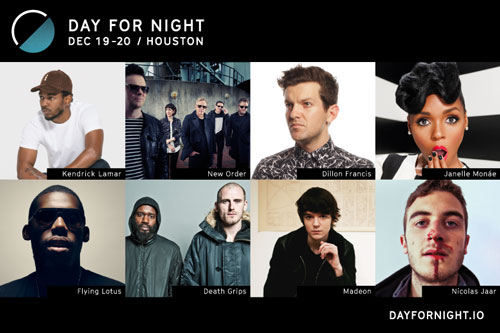 DAY FOR NIGHT
DEC 19-20 / HOUSTON
Kendrick Lamar
New Order
Dillon Francis
Janelle Monáe
Flying Lotus
Death Grips
Madeon
Nicolas Jaar
DAYFORNIGHT.IO